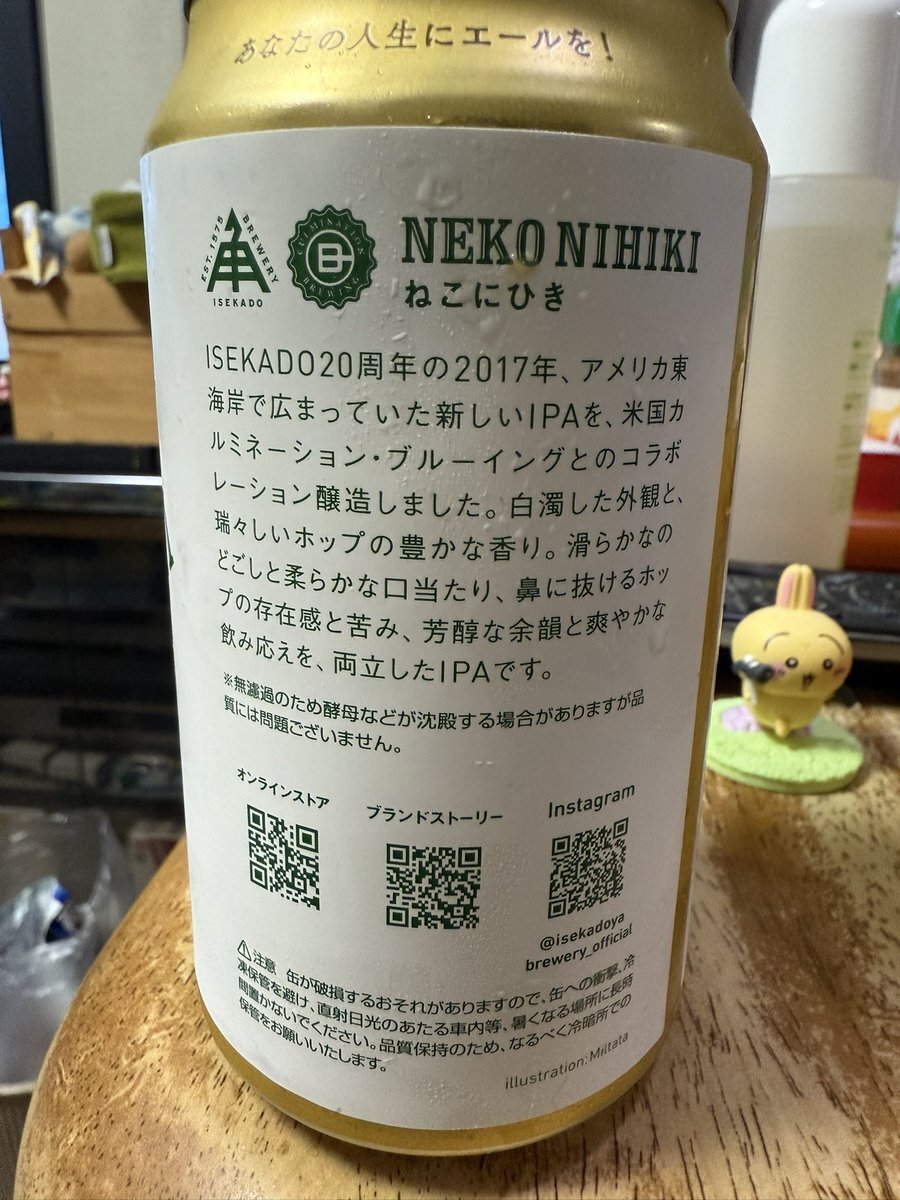 あなたの人生にエールを!
EST. 1575 BREWERY
ISEKADO
CULMINATION BREWING
NEKO NIHIKI
ねこにひき
ISEKADO20周年の2017年、アメリカ東
海岸で広まっていた新しいIPAを、米国カ
ルミネーション・ブルーイングとのコラボ
レーション醸造しました。白濁した外観と、
瑞々しいホップの豊かな香り。滑らかなの
どごしと柔らかな口当たり、鼻に抜けるホッ
プの存在感と苦み、芳醇な余韻と爽やかな
飲み応えを、両立したIPAです。
※無濾過のため酵母などが沈殿する場合がありますが品
質には問題ございません。
オンラインストア
ブランドストーリー
Instagram
@isekadoya
brewery_official
注意 缶が破損するおそれがありますので、缶への衝撃、冷
凍保管を避け、直射日光のあたる車内等、暑くなる場所に長時
間置かないでください。品質保持のため、なるべく冷暗所での
保管をお願いいたします。
illustration:Miltata